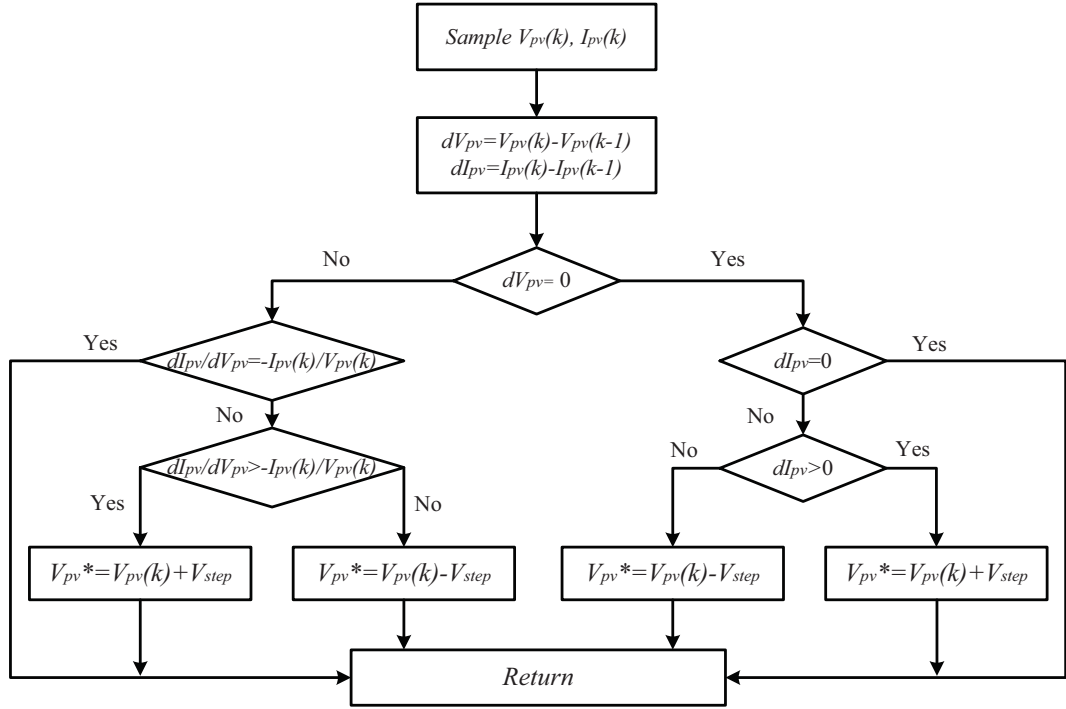 Sample Vpv(k), Ipv(k)
dVpv=Vpv(k)-Vpv(k-1)
dIpv=Ipv(k)-Ipv(k-1)
No
Yes
dVpv= 0
Yes
dIpv/dVpv=-Ipv(k)/Vpv(k)
dIpv=0
Yes
No
No
dIpv/dVpv>-Ipv(k)/Vpv(k)
No
dIpv>0
Yes
Yes
No
Vpv*=Vpv(k)+Vstep
Vpv*=Vpv(k)-Vstep
Vpv*=Vpv(k)-Vstep
Vpv*=Vpv(k)+Vstep
Return